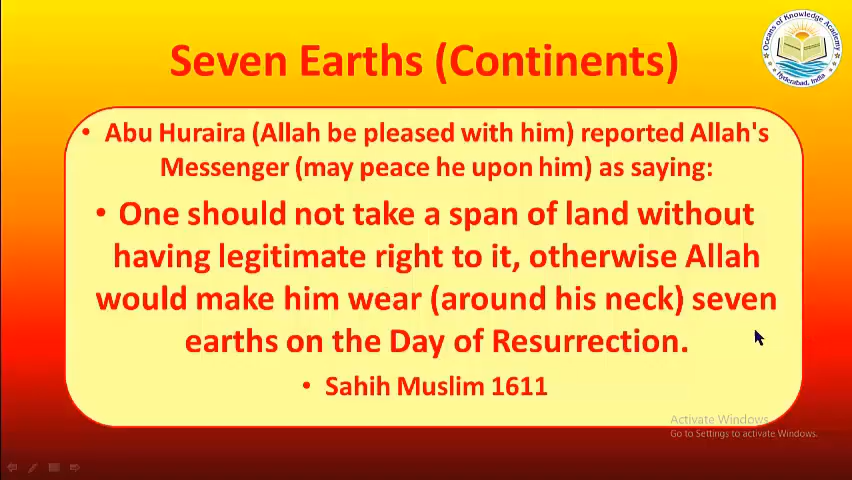 Seven Earths (Continents)
Oceans of Knowledge Academy
Hyderabad, India
• Abu Huraira (Allah be pleased with him) reported Allah's
Messenger (may peace he upon him) as saying:
• One should not take a span of land without
having legitimate right to it, otherwise Allah
would make him wear (around his neck) seven
earths on the Day of Resurrection.
• Sahih Muslim 1611
Activate Windows
Go to Settings to activate Windows.